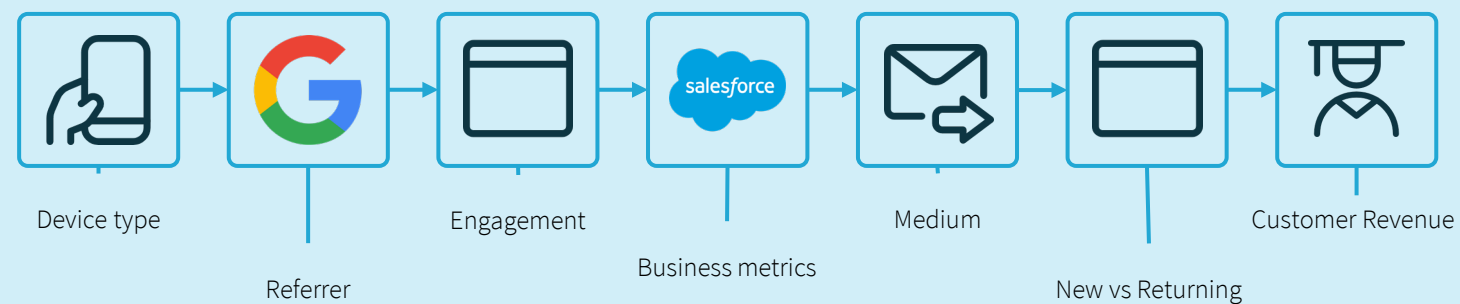 salesforce
Device type
Engagement
Medium
Customer Revenue
Business metrics
Referrer
New vs Returning